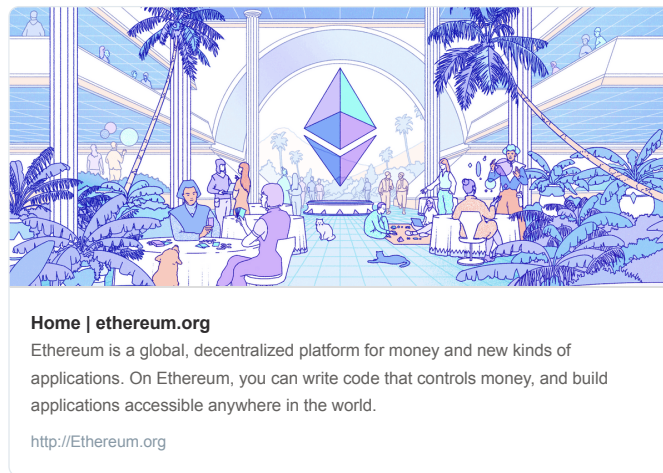 Home | ethereum.org
Ethereum is a global, decentralized platform for money and new kinds of
applications. On Ethereum, you can write code that controls money, and build
applications accessible anywhere in the world.
http://Ethereum.org